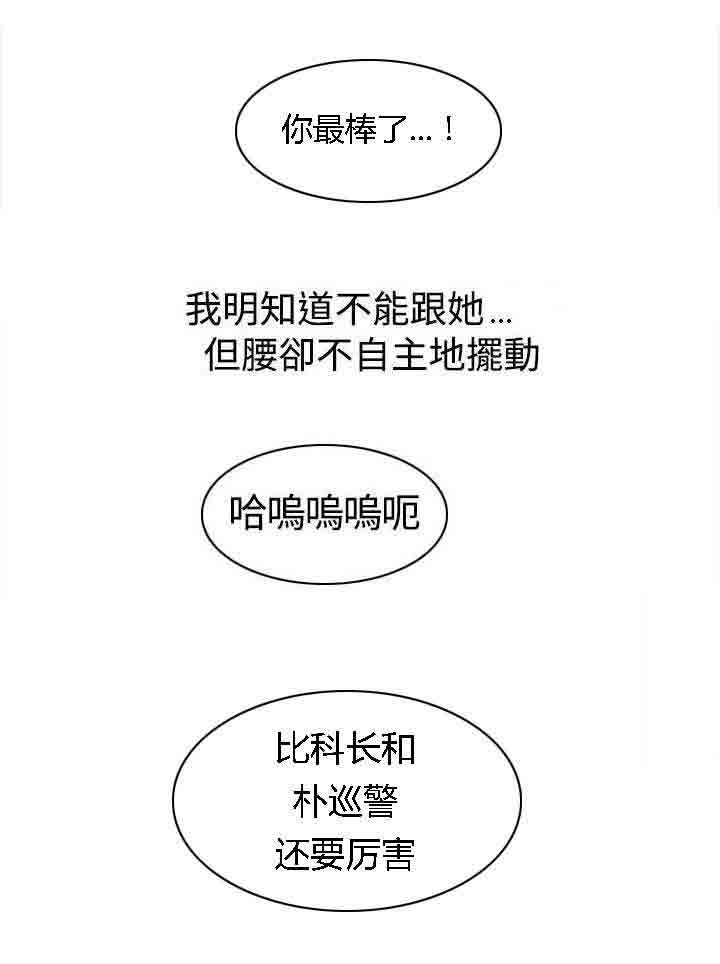 你最棒了...！
我明知道不能跟她...
但腰卻不自主地擺動
哈嗚嗚嗚呃
比科长和
朴巡警
还要厉害